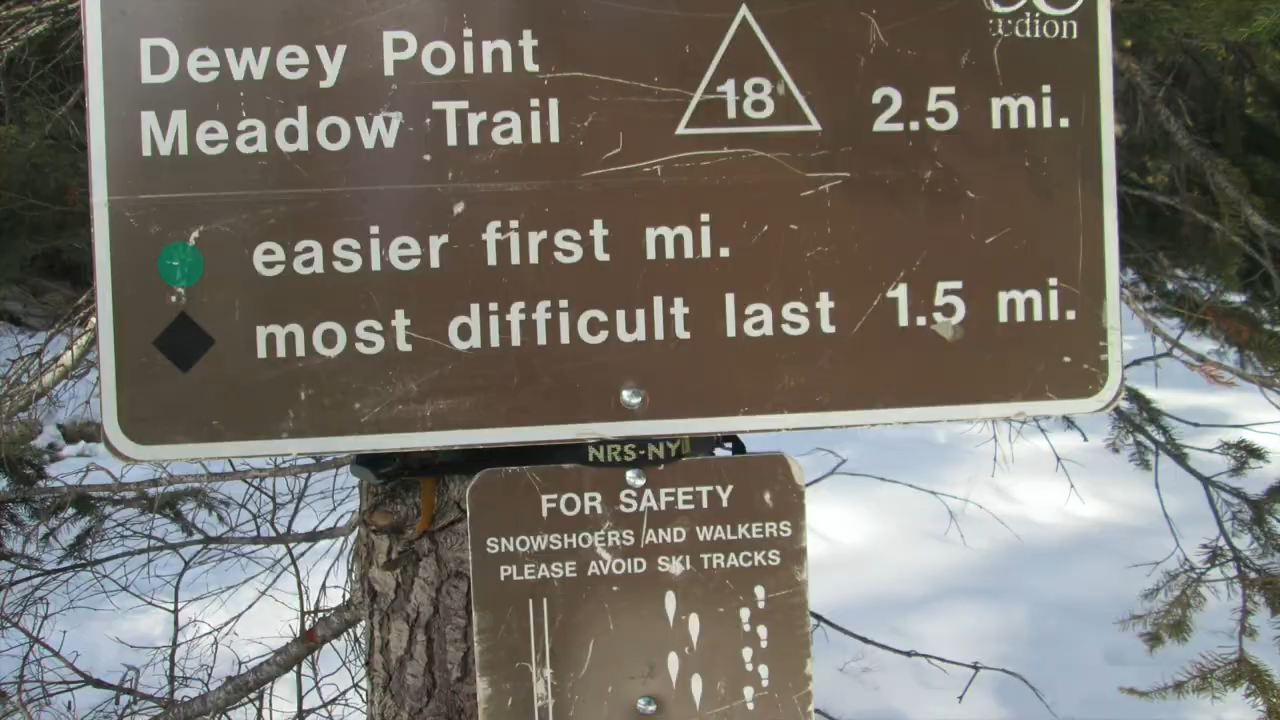 ædion
Dewey Point
Meadow Trail
18
2.5 mi.
easier first mi.
most difficult last 1.5 mi.
NRS-NY
FOR SAFETY
SNOWSHOERS AND WALKERS
PLEASE AVOID SKI TRACKS